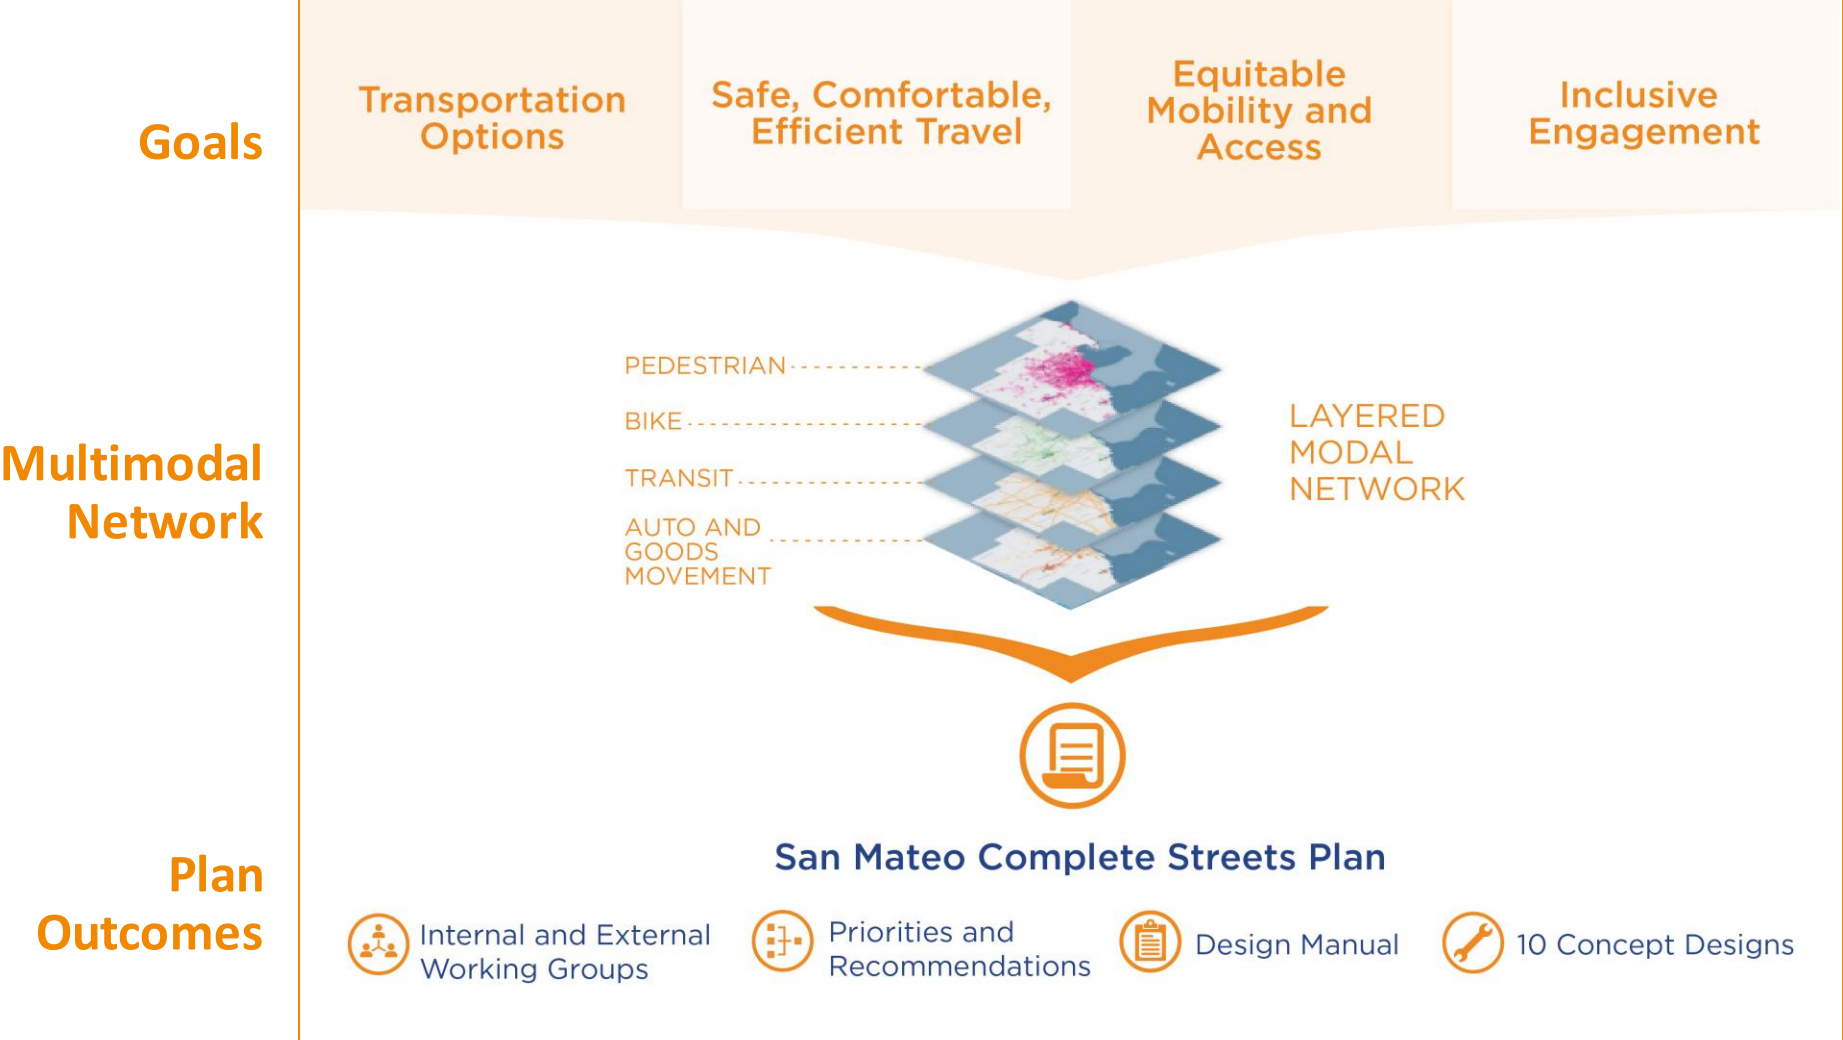 Goals
Transportation
Options
Safe, Comfortable,
Efficient Travel
Equitable
Mobility and
Access
Inclusive
Engagement
Multimodal
Network
PEDESTRIAN
BIKE
TRANSIT
AUTO AND
GOODS
MOVEMENT
LAYERED
MODAL
NETWORK
Plan
Outcomes
San Mateo Complete Streets Plan
Internal and External
Working Groups
Priorities and
Recommendations
Design Manual
10 Concept Designs